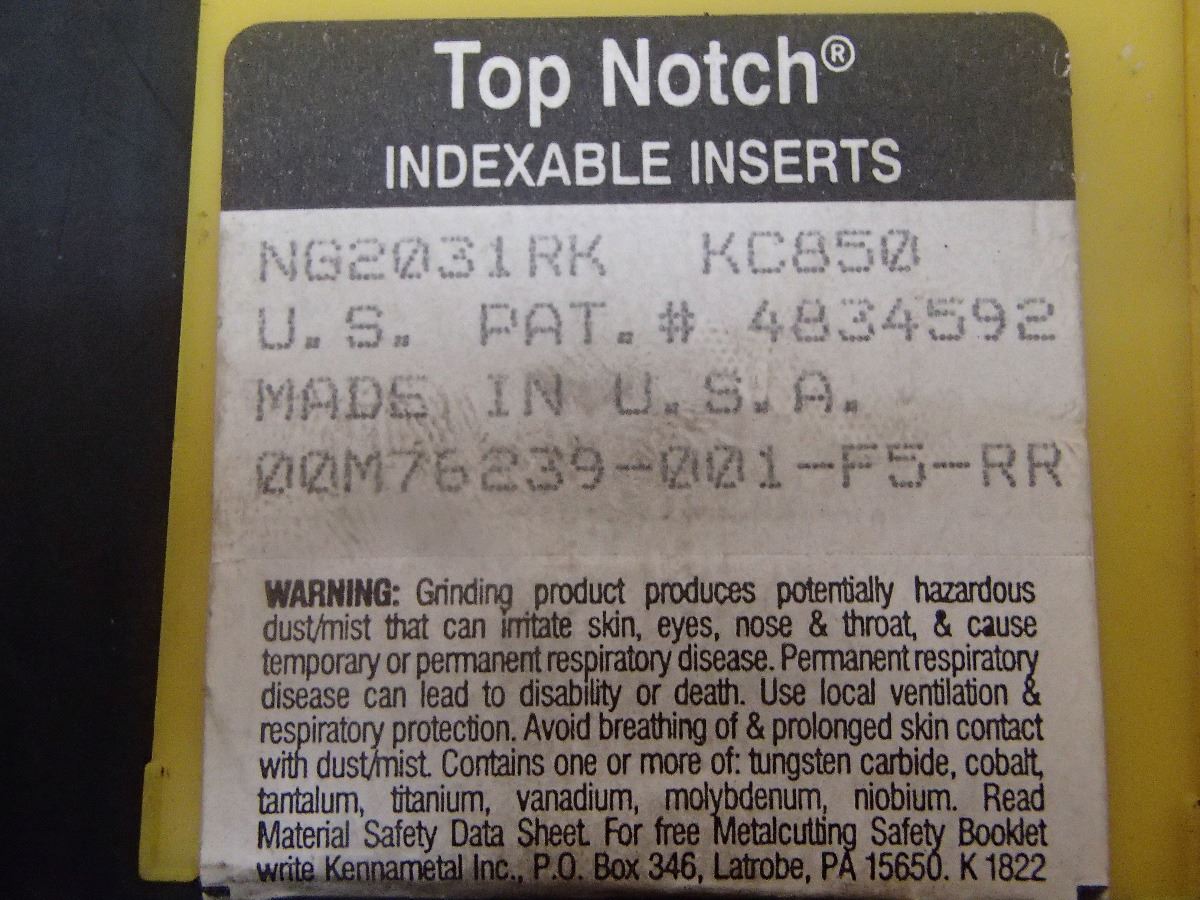 Top Notch®
INDEXABLE INSERTS
NG2031RK KC850
U.S. PAT.# 4834592
MADE IN U.S.A.
00M76239-001-F5-RR
WARNING: Grinding product produces potentially hazardous
dust/mist that can irritate skin, eyes, nose & throat, & cause
temporary or permanent respiratory disease. Permanent respiratory
disease can lead to disability or death. Use local ventilation &
respiratory protection. Avoid breathing of & prolonged skin contact
with dust/mist. Contains one or more of: tungsten carbide, cobalt,
tantalum, titanium, vanadium, molybdenum, niobium. Read
Material Safety Data Sheet. For free Metalcutting Safety Booklet
write Kennametal Inc., P.O. Box 346, Latrobe, PA 15650. K 1822